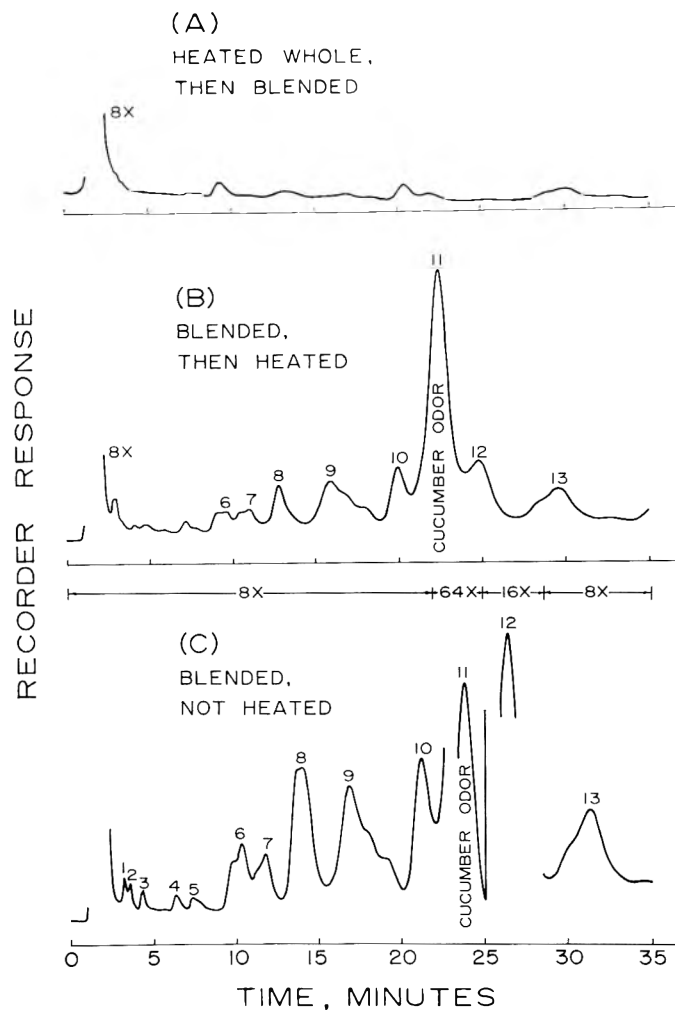 (A)
HEATED WHOLE,
THEN BLENDED
8X
(B)
BLENDED,
THEN HEATED
8X
6 7 8 9 10 11 12 13
CUCUMBER ODOR
8X 64X 16X 8X
(C)
BLENDED,
NOT HEATED
1 2 3 4 5 6 7 8 9 10 11 12 13
CUCUMBER ODOR
0 5 10 15 20 25 30 35
TIME, MINUTES
RECORDER RESPONSE